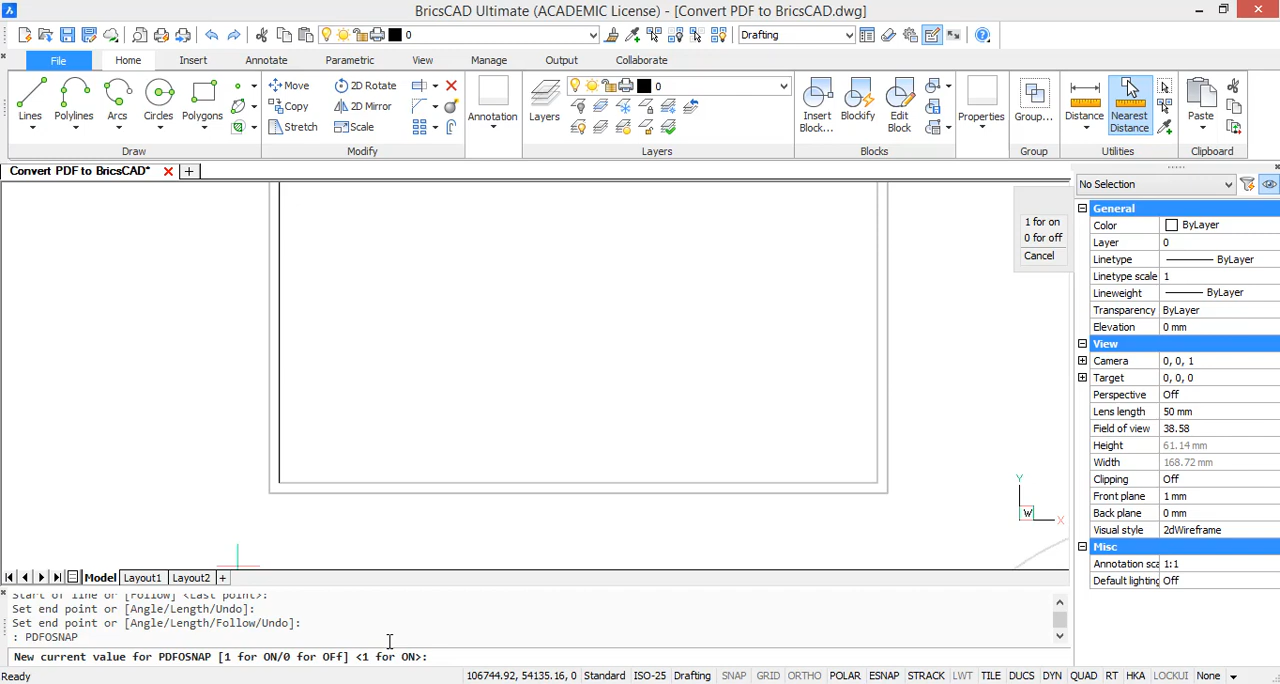 BricsCAD Ultimate (ACADEMIC License) - [Convert PDF to BricsCAD.dwg]
0
Drafting
File Home Insert Annotate Parametric View Output Collaborate
Lines Polylines Arcs Circles Polygons
Move 2D Rotate
Copy 2D Mirror
Stretch Scale
Annotation
Layers
0
Insert Block... Blockify Edit Block
Properties
Group...
Distance Nearest Distance
Paste
Draw Modify Layers Blocks Group Utilities Clipboard
Convert PDF to BricsCAD*
No Selection
General
Color ByLayer
Layer 0
Linetype ByLayer
Linetype scale 1
Lineweight ByLayer
Transparency ByLayer
Elevation 0 mm
View
Camera 0, 0, 1
Target 0, 0, 0
Perspective Off
Lens length 50 mm
Field of view 38.58
Height 61.14 mm
Width 168.72 mm
Clipping Off
Front plane 1 mm
Back plane 0 mm
Visual style 2dWireframe
Misc
Annotation sca 1:1
Default lighting Off
1 for on
0 for off
Cancel
Y
W
X
Model Layout1 Layout2 +
Start of line or [Follow] <Last point>:
Set end point or [Angle/Length/Undo]:
Set end point or [Angle/Length/Follow/Undo]:
: PDFOSNAP
New current value for PDFOSNAP [1 for ON/0 for OFf] <1 for ON>:
Ready
106744.92, 54135.16, 0 Standard ISO-25 Drafting SNAP GRID ORTHO POLAR ESNAP STRACK LWT TILE DUCS DYN QUAD RT HKA LOCKUI None